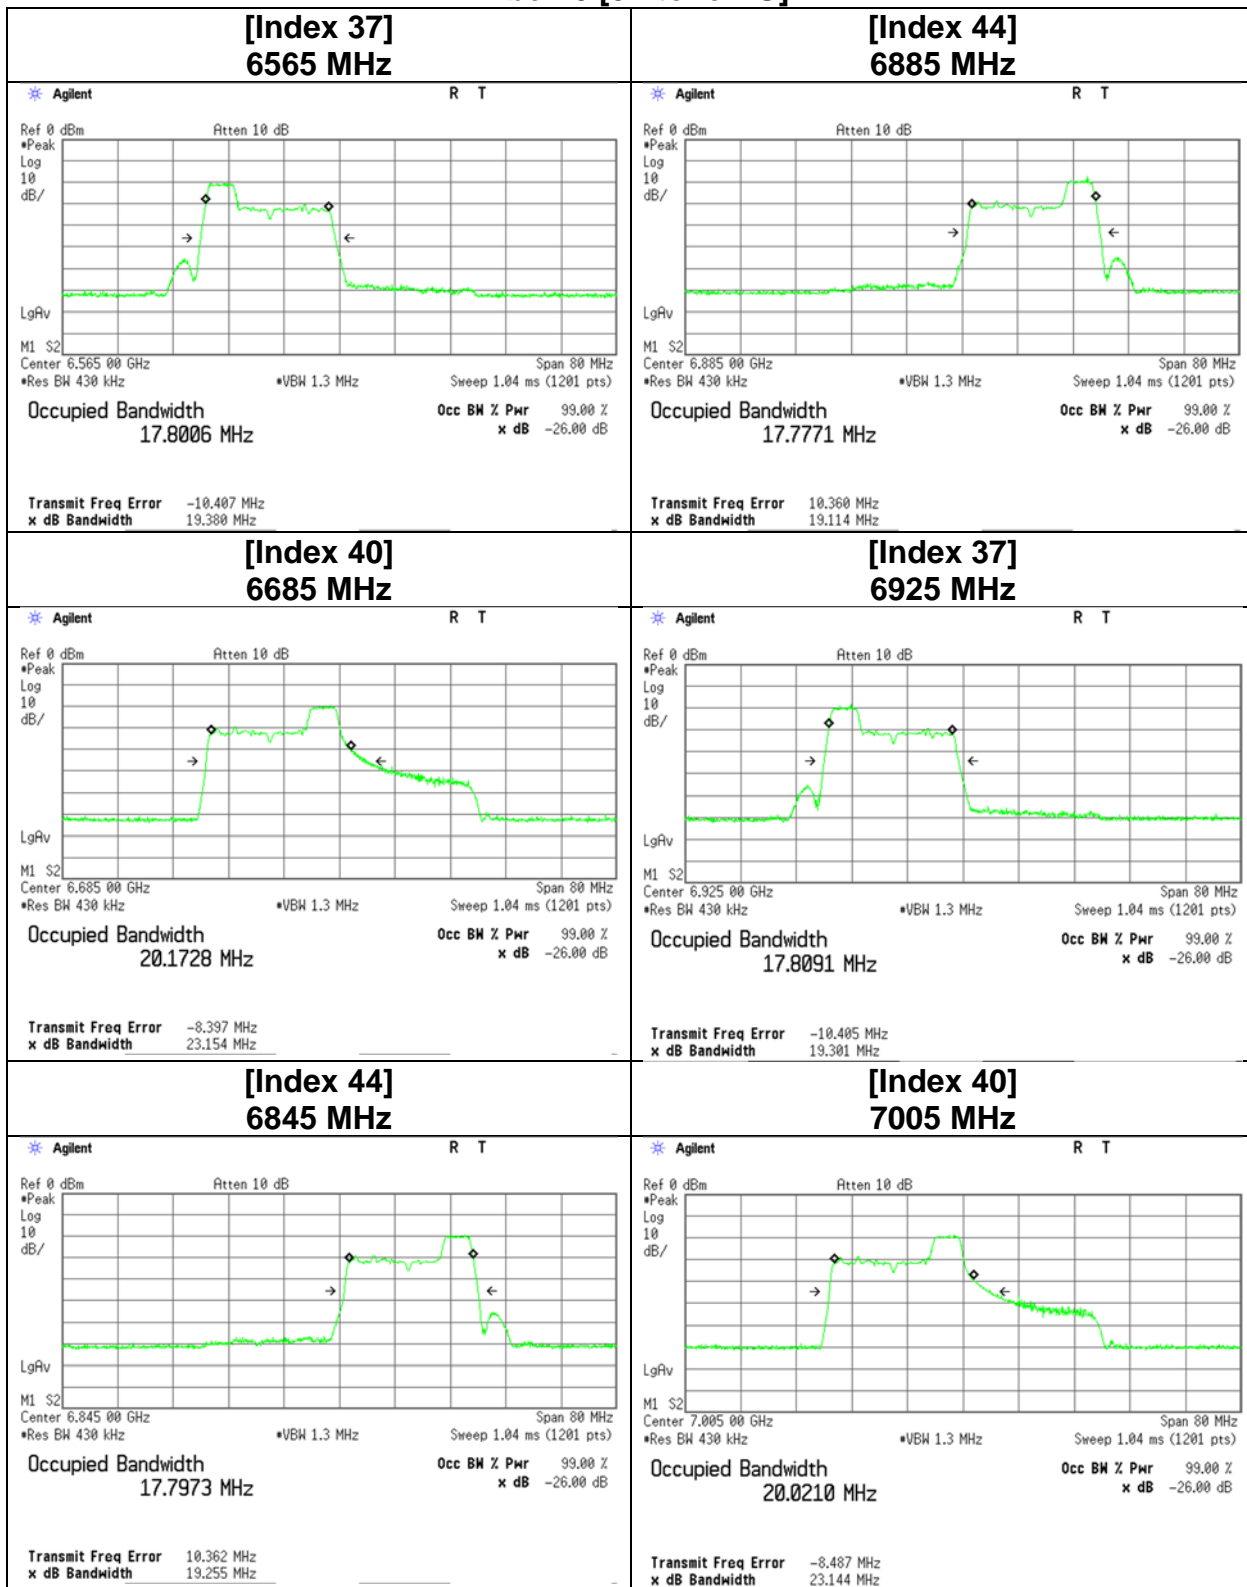 [Index 37]
6565 MHz
Agilent R T
Ref 0 dBm Atten 10 dB
*Peak
Log
10
dB/
LgAv
M1 S2
Center 6.565 00 GHz Span 80 MHz
*Res BW 430 kHz *VBW 1.3 MHz Sweep 1.04 ms (1201 pts)
Occupied Bandwidth Occ BW % Pwr 99.00 %
17.8006 MHz x dB -26.00 dB
Transmit Freq Error -10.407 MHz
x dB Bandwidth 19.380 MHz
[Index 44]
6885 MHz
Agilent R T
Ref 0 dBm Atten 10 dB
*Peak
Log
10
dB/
LgAv
M1 S2
Center 6.885 00 GHz Span 80 MHz
*Res BW 430 kHz *VBW 1.3 MHz Sweep 1.04 ms (1201 pts)
Occupied Bandwidth Occ BW % Pwr 99.00 %
17.7771 MHz x dB -26.00 dB
Transmit Freq Error 10.360 MHz
x dB Bandwidth 19.114 MHz
[Index 40]
6685 MHz
Agilent R T
Ref 0 dBm Atten 10 dB
*Peak
Log
10
dB/
LgAv
M1 S2
Center 6.685 00 GHz Span 80 MHz
*Res BW 430 kHz *VBW 1.3 MHz Sweep 1.04 ms (1201 pts)
Occupied Bandwidth Occ BW % Pwr 99.00 %
20.1728 MHz x dB -26.00 dB
Transmit Freq Error -8.397 MHz
x dB Bandwidth 23.154 MHz
[Index 37]
6925 MHz
Agilent R T
Ref 0 dBm Atten 10 dB
*Peak
Log
10
dB/
LgAv
M1 S2
Center 6.925 00 GHz Span 80 MHz
*Res BW 430 kHz *VBW 1.3 MHz Sweep 1.04 ms (1201 pts)
Occupied Bandwidth Occ BW % Pwr 99.00 %
17.8091 MHz x dB -26.00 dB
Transmit Freq Error -10.405 MHz
x dB Bandwidth 19.301 MHz
[Index 44]
6845 MHz
Agilent R T
Ref 0 dBm Atten 10 dB
*Peak
Log
10
dB/
LgAv
M1 S2
Center 6.845 00 GHz Span 80 MHz
*Res BW 430 kHz *VBW 1.3 MHz Sweep 1.04 ms (1201 pts)
Occupied Bandwidth Occ BW % Pwr 99.00 %
17.7973 MHz x dB -26.00 dB
Transmit Freq Error 10.362 MHz
x dB Bandwidth 19.255 MHz
[Index 40]
7005 MHz
Agilent R T
Ref 0 dBm Atten 10 dB
*Peak
Log
10
dB/
LgAv
M1 S2
Center 7.005 00 GHz Span 80 MHz
*Res BW 430 kHz *VBW 1.3 MHz Sweep 1.04 ms (1201 pts)
Occupied Bandwidth Occ BW % Pwr 99.00 %
20.0210 MHz x dB -26.00 dB
Transmit Freq Error -8.487 MHz
x dB Bandwidth 23.144 MHz